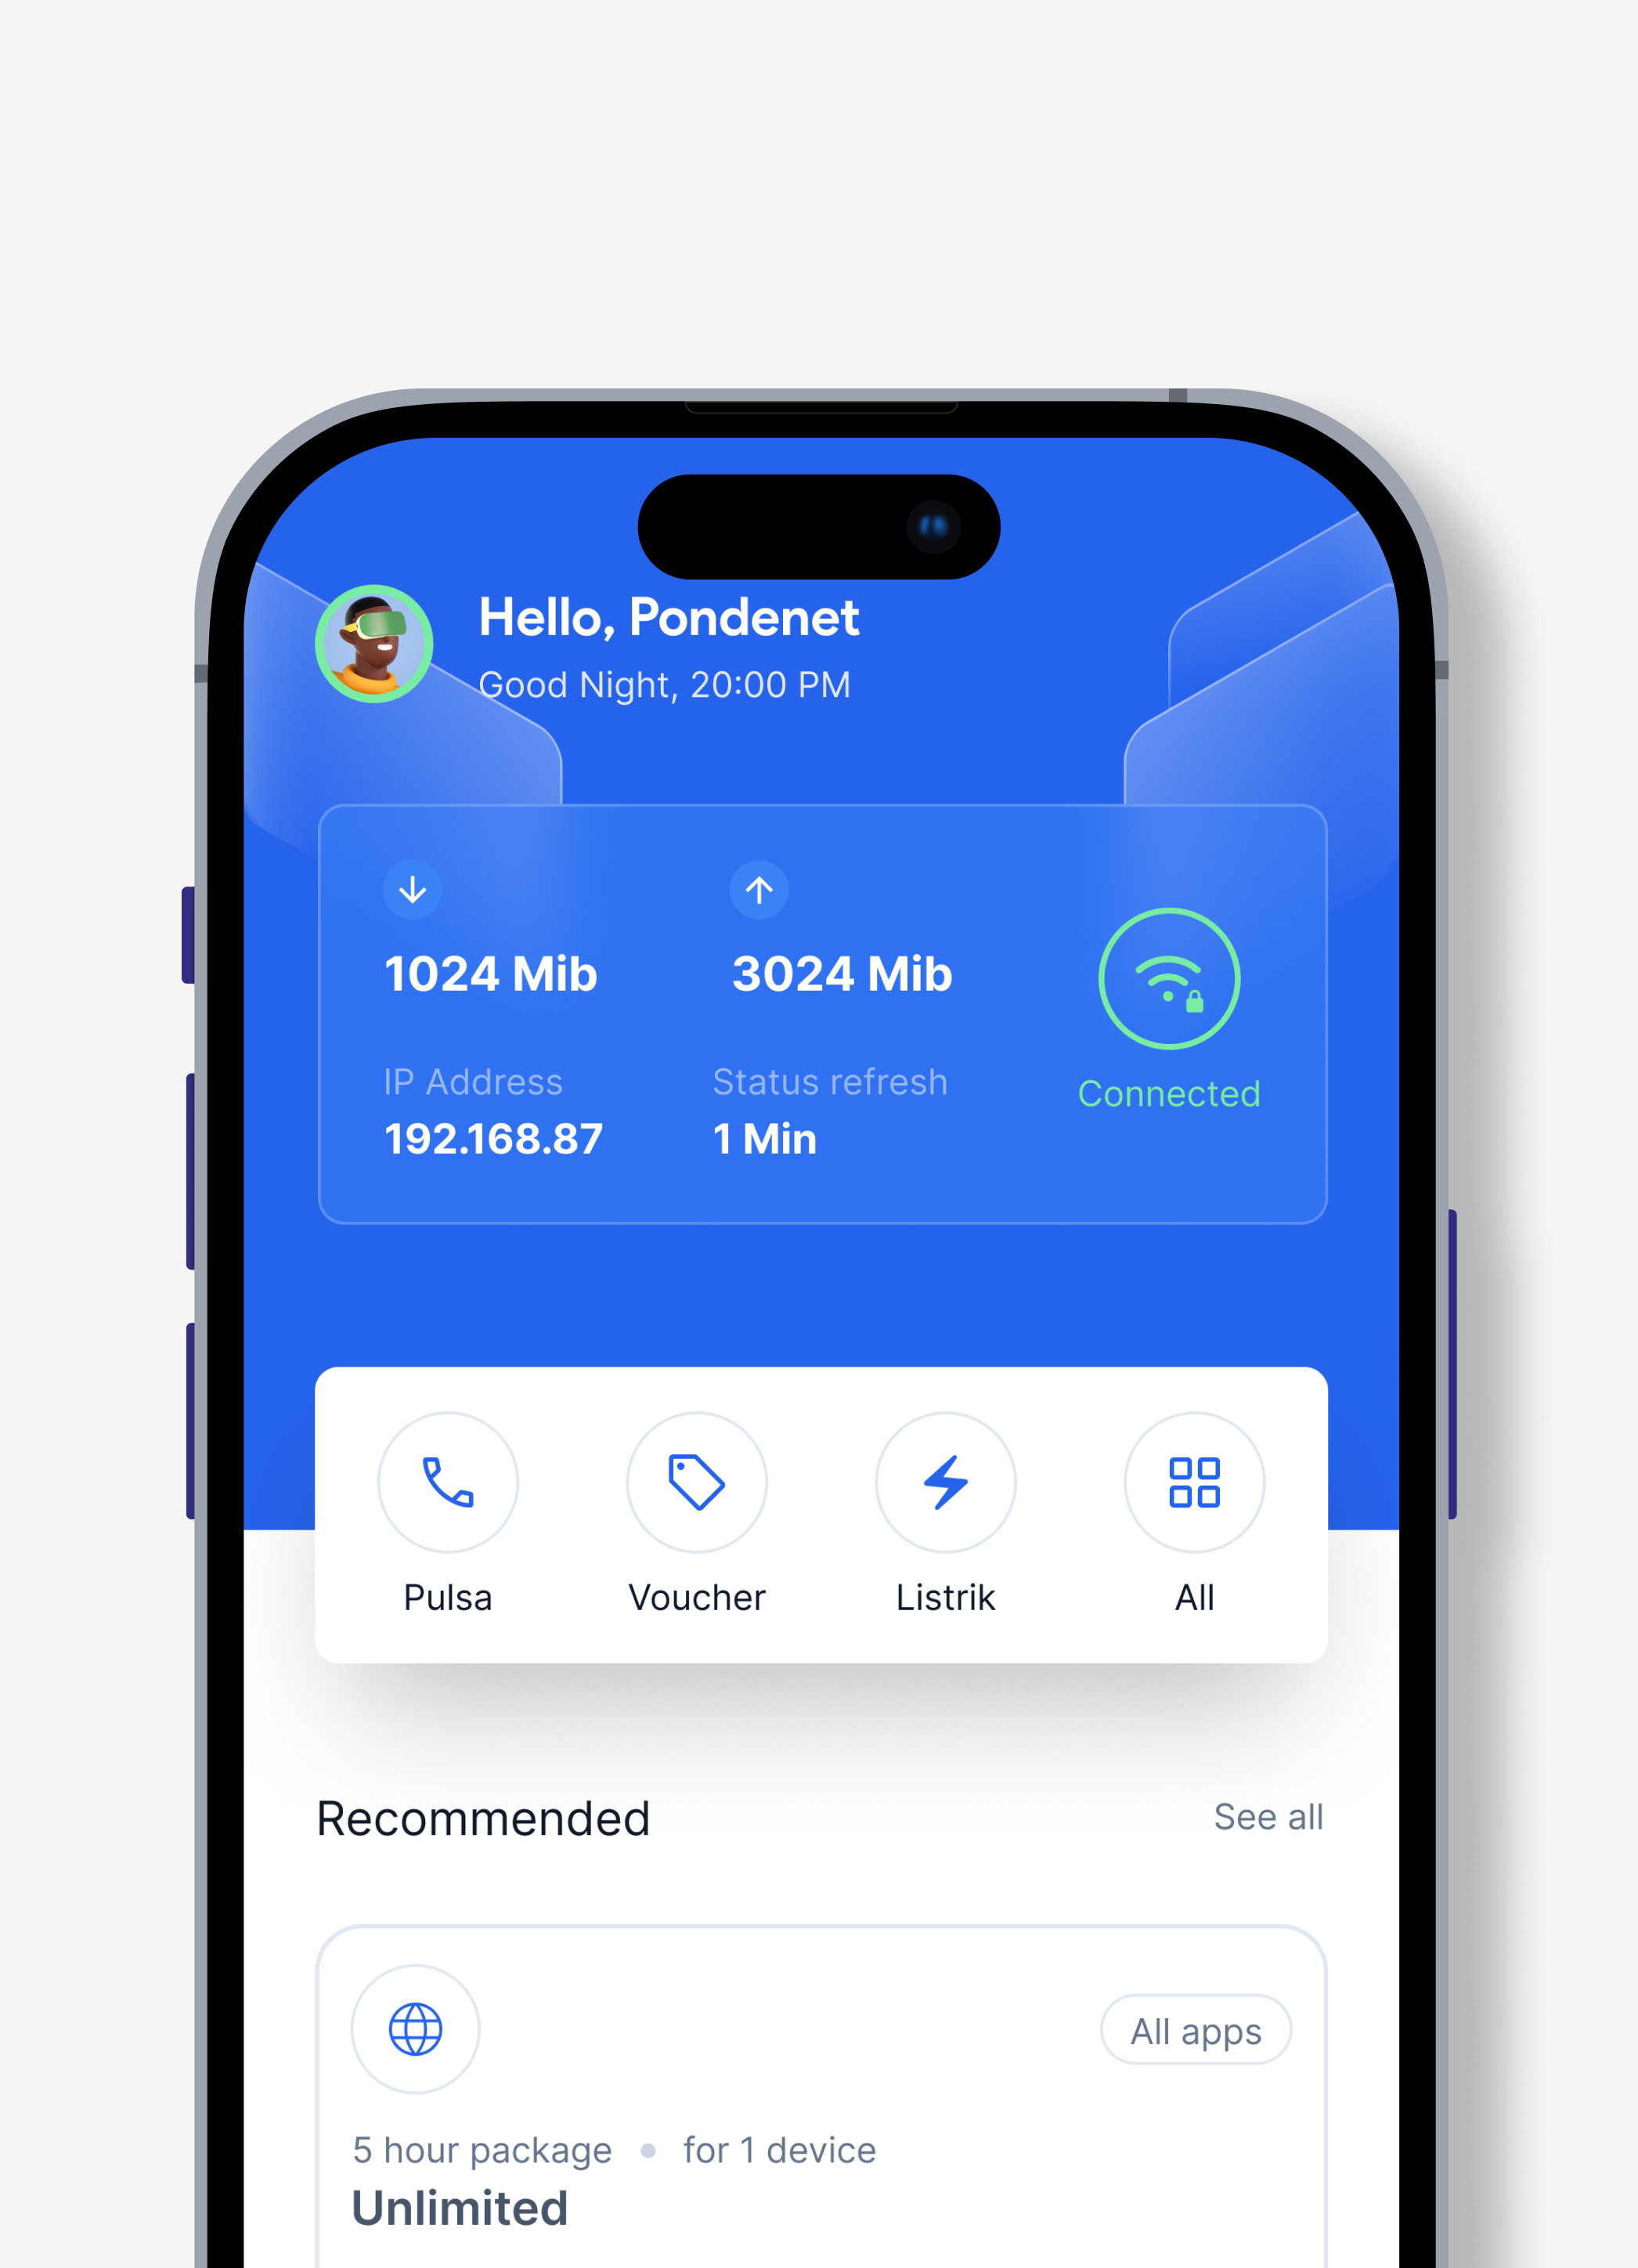 Hello, Pondenet
Good Night, 20:00 PM
1024 Mib
3024 Mib
IP Address
192.168.87
Status refresh
1 Min
Connected
Pulsa
Voucher
Listrik
All
Recommended
See all
All apps
5 hour package • for 1 device
Unlimited